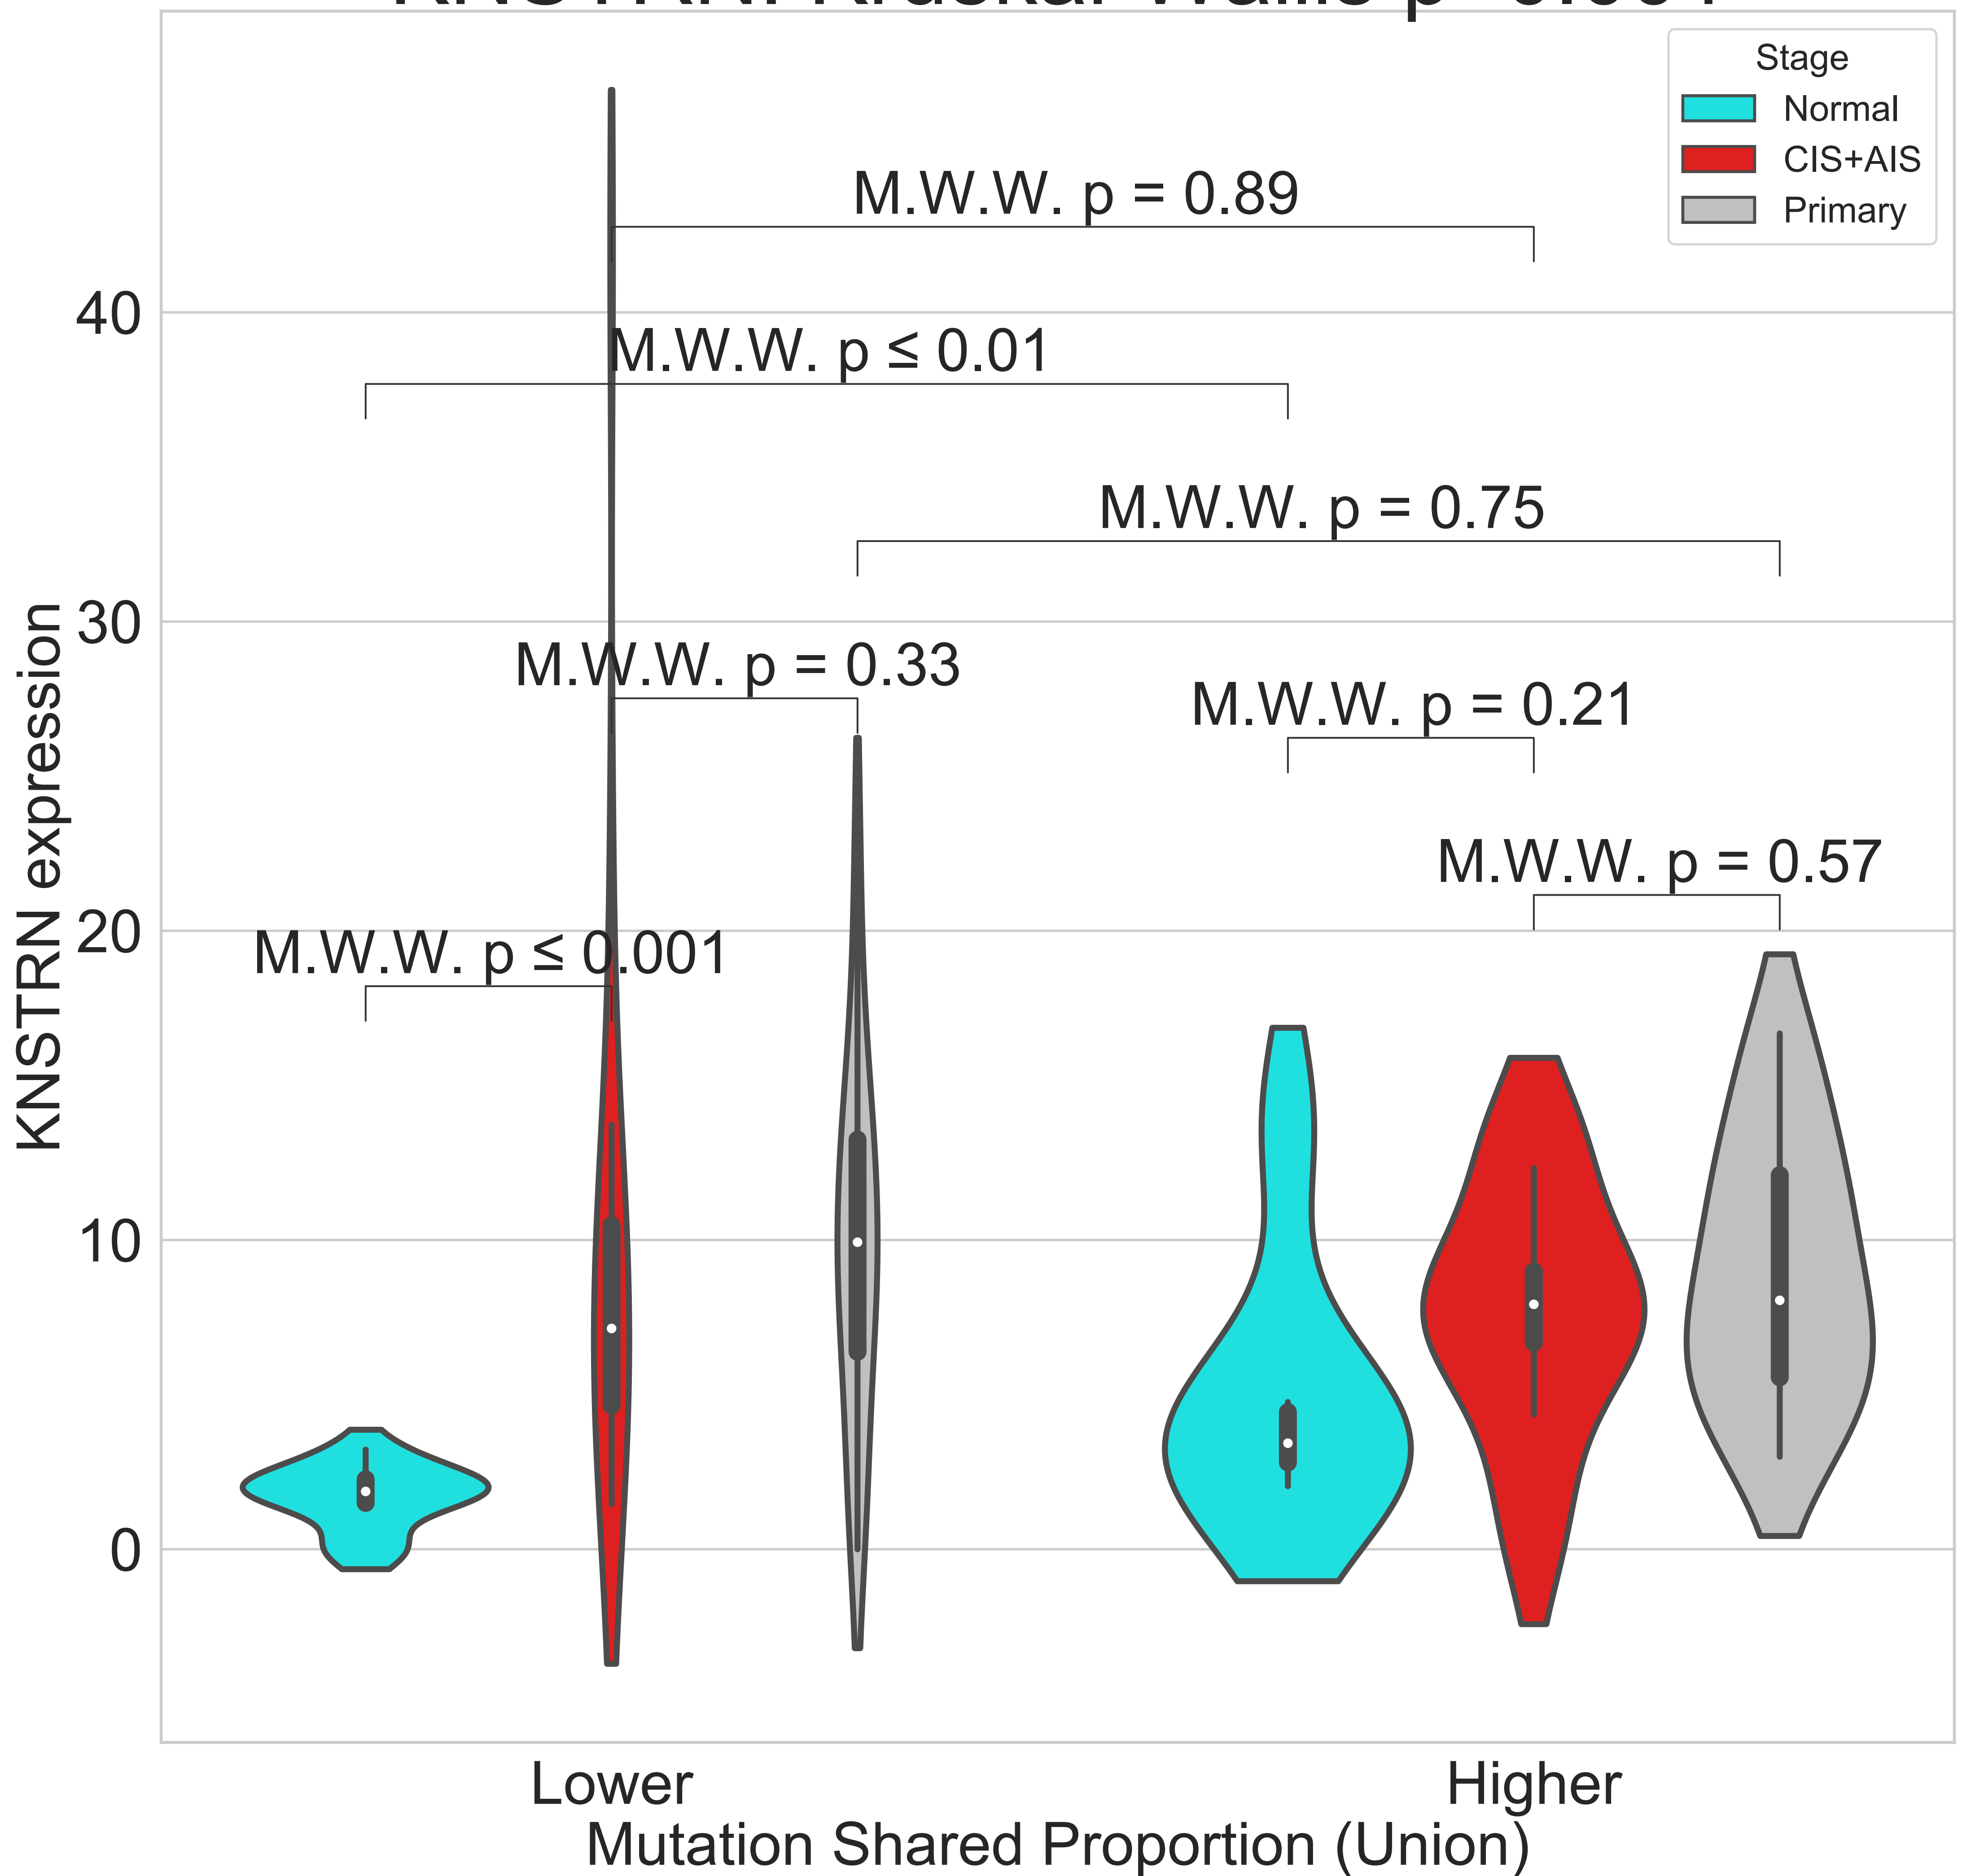 Stage
Normal
CIS+AIS
Primary
M.W.W. p = 0.89
40
M.W.W. p ≤ 0.01
M.W.W. p = 0.75
30
M.W.W. p = 0.33
M.W.W. p = 0.21
M.W.W. p = 0.57
20
M.W.W. p ≤ 0.001
KNSTRN expression
10
0
Lower
Higher
Mutation Shared Proportion (Union)